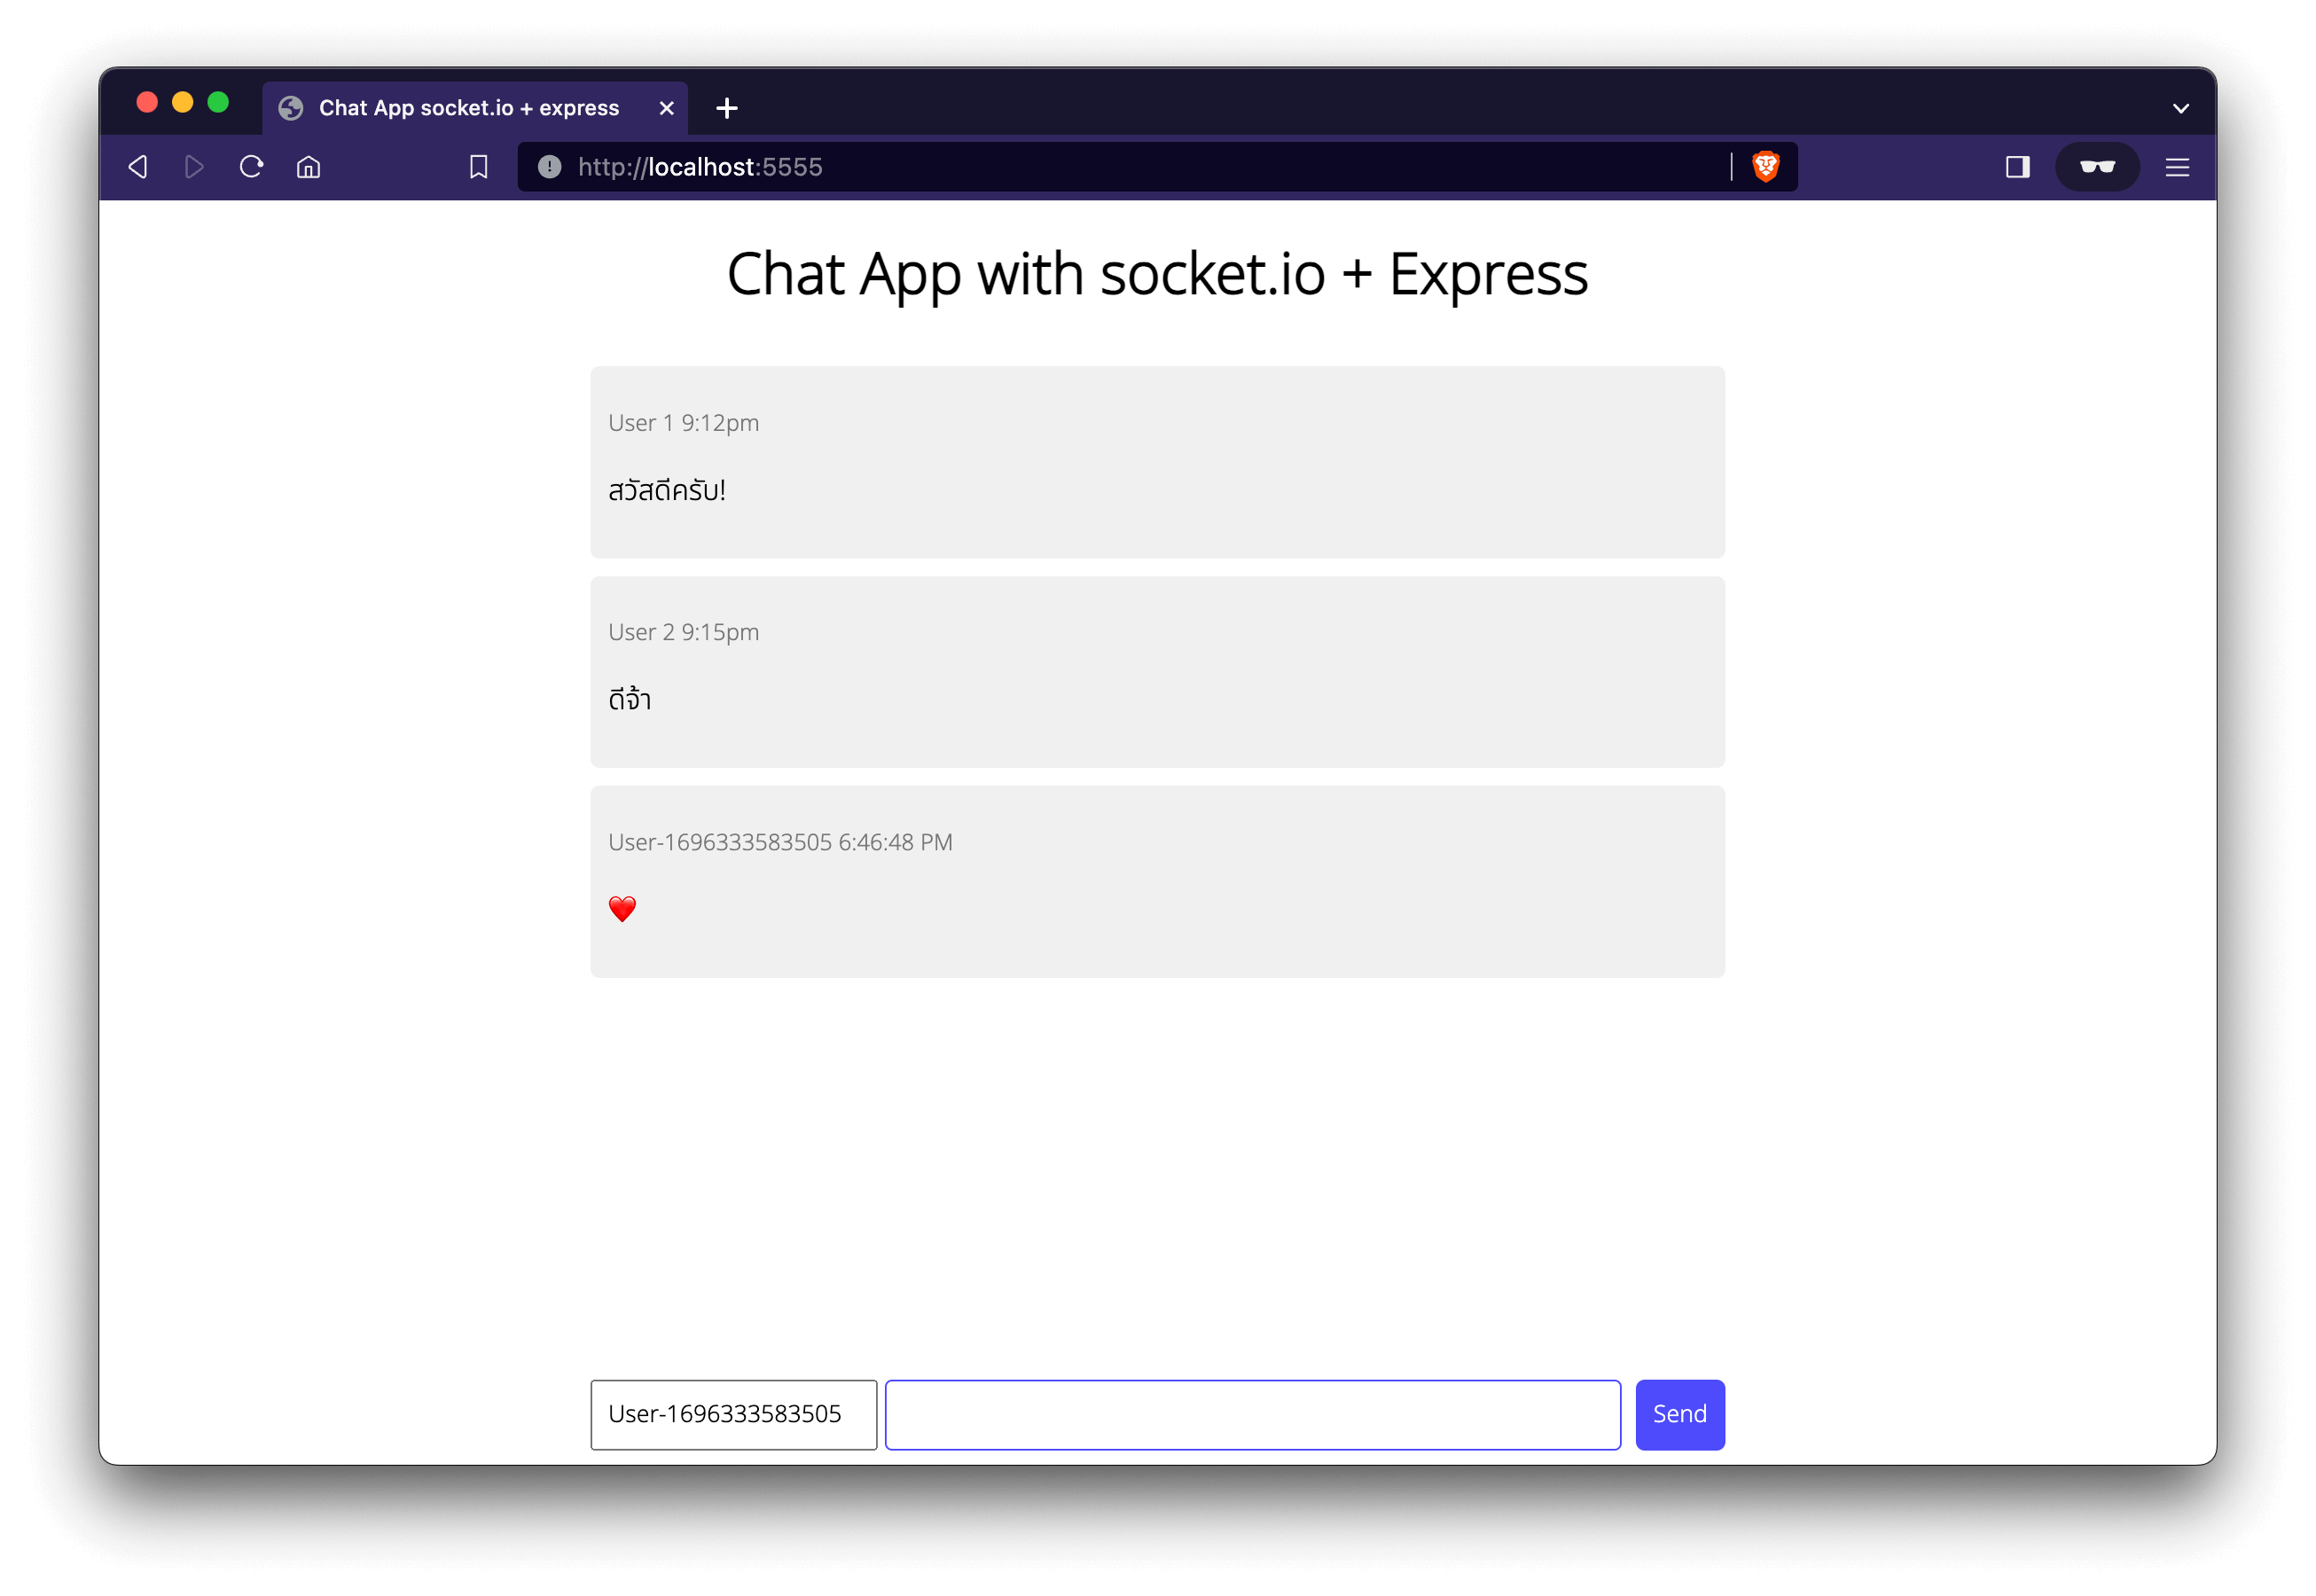 Chat App socket.io + express
http://localhost:5555
Chat App with socket.io + Express
User 1 9:12pm
สวัสดีครับ!
User 2 9:15pm
ดีจ้า
User-1696333583505 6:46:48 PM
❤️
User-1696333583505
Send